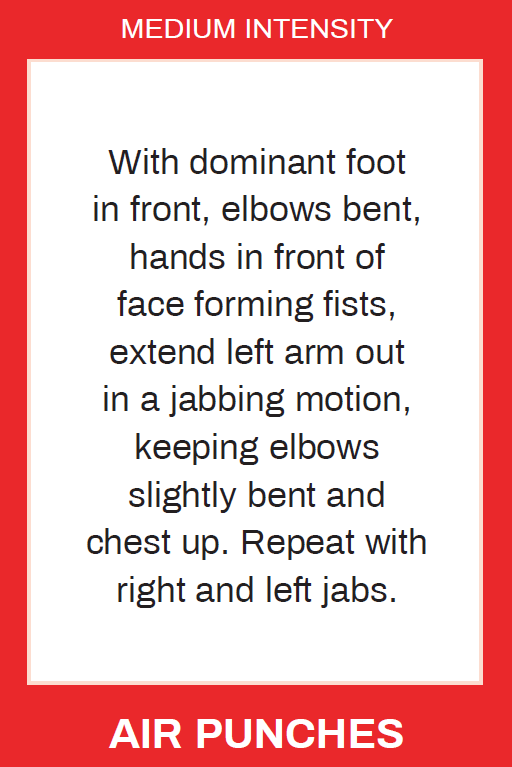 MEDIUM INTENSITY
With dominant foot
in front, elbows bent,
hands in front of
face forming fists,
extend left arm out
in a jabbing motion,
keeping elbows
slightly bent and
chest up. Repeat with
right and left jabs.
AIR PUNCHES